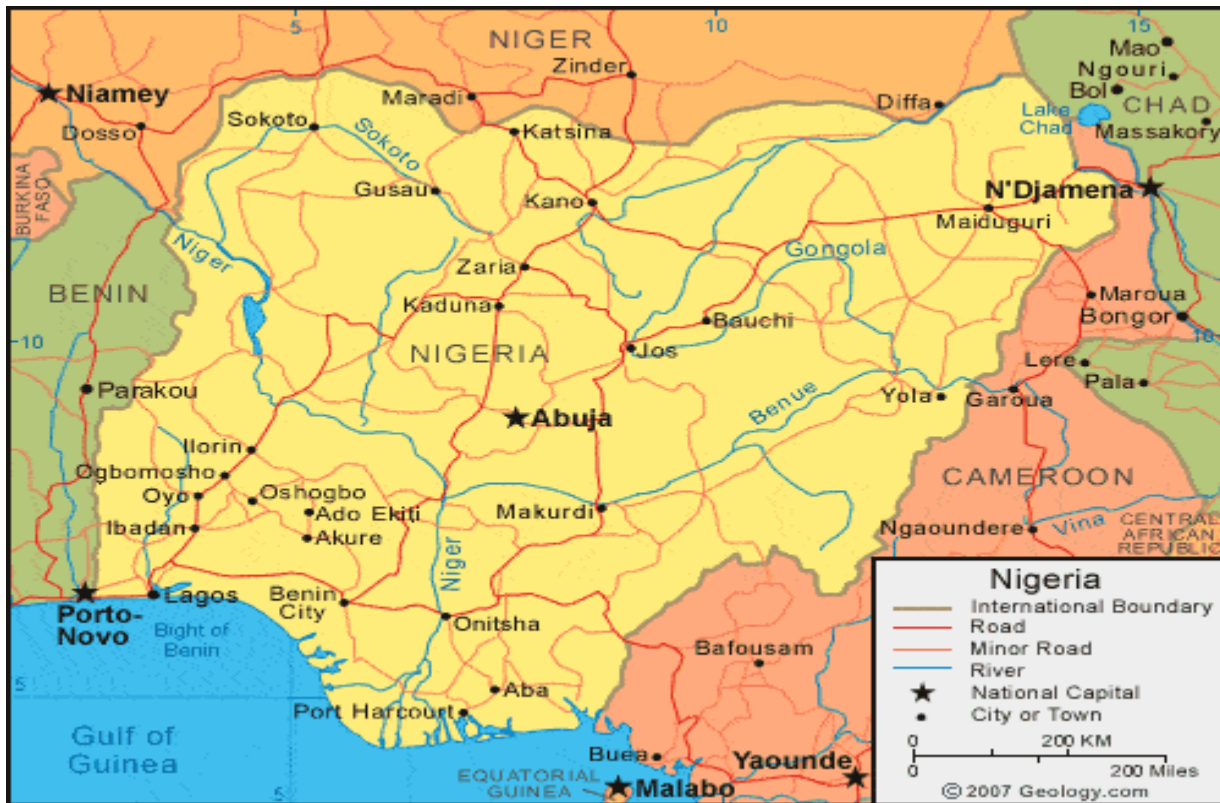 5
10
15
NIGER
Mao
Zinder
Ngouri
Niamey
Maradi
Diffa
Bol
CHAD
Lake
Chad
Dosso
Sokoto
Katsina
Massakory
Sokoto
BURKINA
FASO
Gusau
Kano
N'Djamena
Maiduguri
Niger
Gongola
Zaria
BENIN
Kaduna
Maroua
Bongor
Bauchi
10
NIGERIA
Jos
10
Lere
Parakou
Benue
Yola
Pala
Garoua
Abuja
Ilorin
Ogbomosho
CAMEROON
Oyo
Oshogbo
Ado Ekiti
Makurdi
Ibadan
Akure
Ngaoundere
Vina
CENTRAL
AFRICAN
REPUBLIC
Niger
Lagos
Benin
City
Porto-
Novo
Onitsha
Bight of
Benin
Bafousam
5
Aba
Port Harcourt
Gulf of
Guinea
Buea
Yaounde
EQUATORIAL
GUINEA
Malabo
5
Nigeria
International Boundary
Road
Minor Road
River
National Capital
City or Town
0
200 KM
0
200 Miles
© 2007 Geology.com